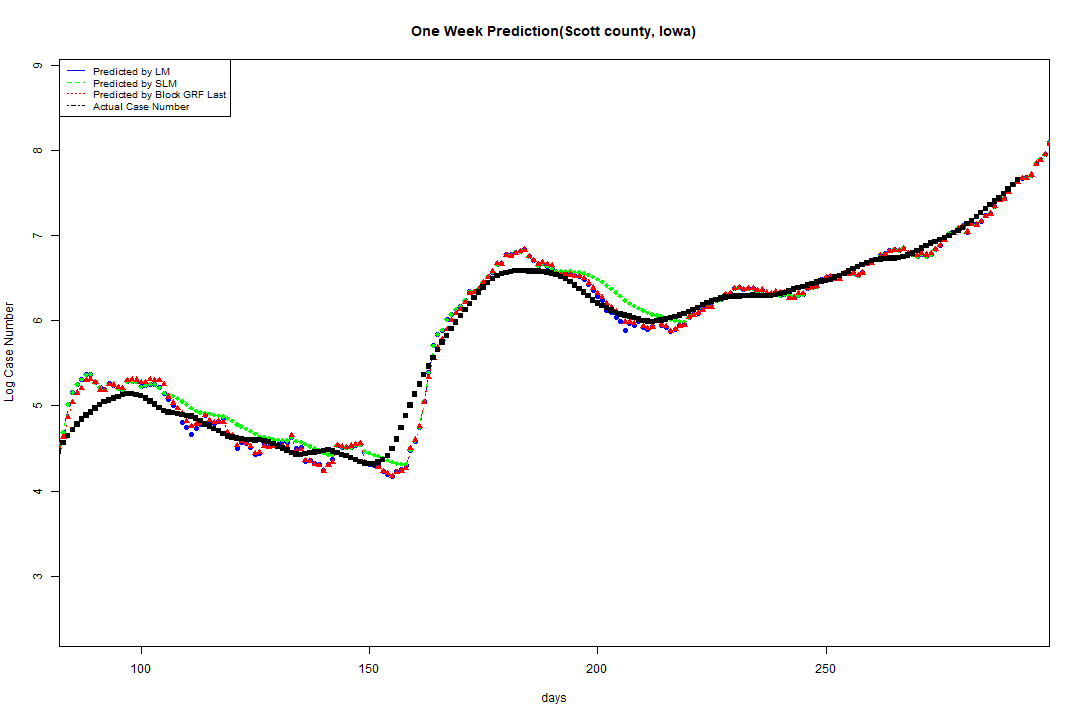 One Week Prediction(Scott county, Iowa)
Predicted by LM
Predicted by SLM
Predicted by Block GRF Last
Actual Case Number
Log Case Number
9
8
7
6
5
4
3
100
150
200
250
days